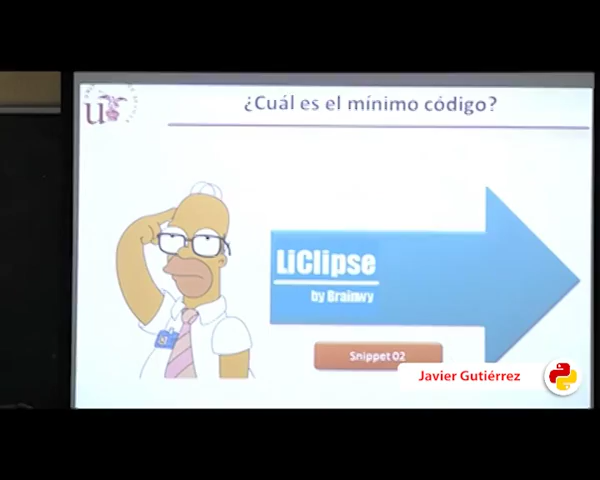 ¿Cuál es el mínimo código?
LiClipse
by Brainwy
Snippet 02
Javier Gutiérrez